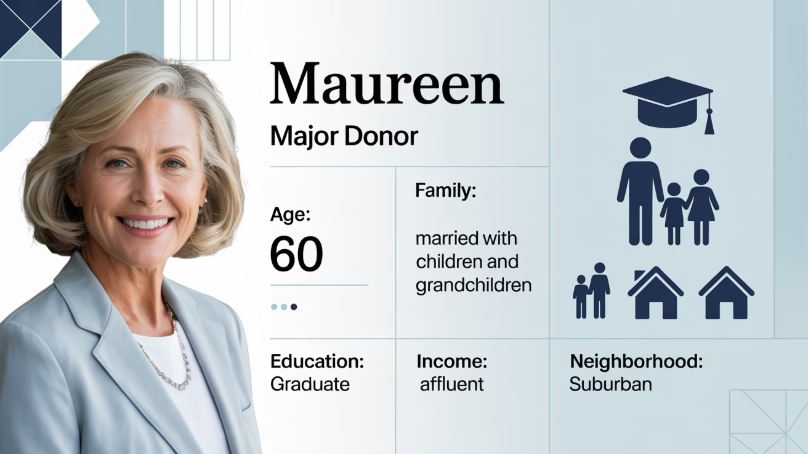 Maureen
Major Donor
Age:
60
Family:
married with
children and
grandchildren
Education:
Graduate
Income:
affluent
Neighborhood:
Suburban